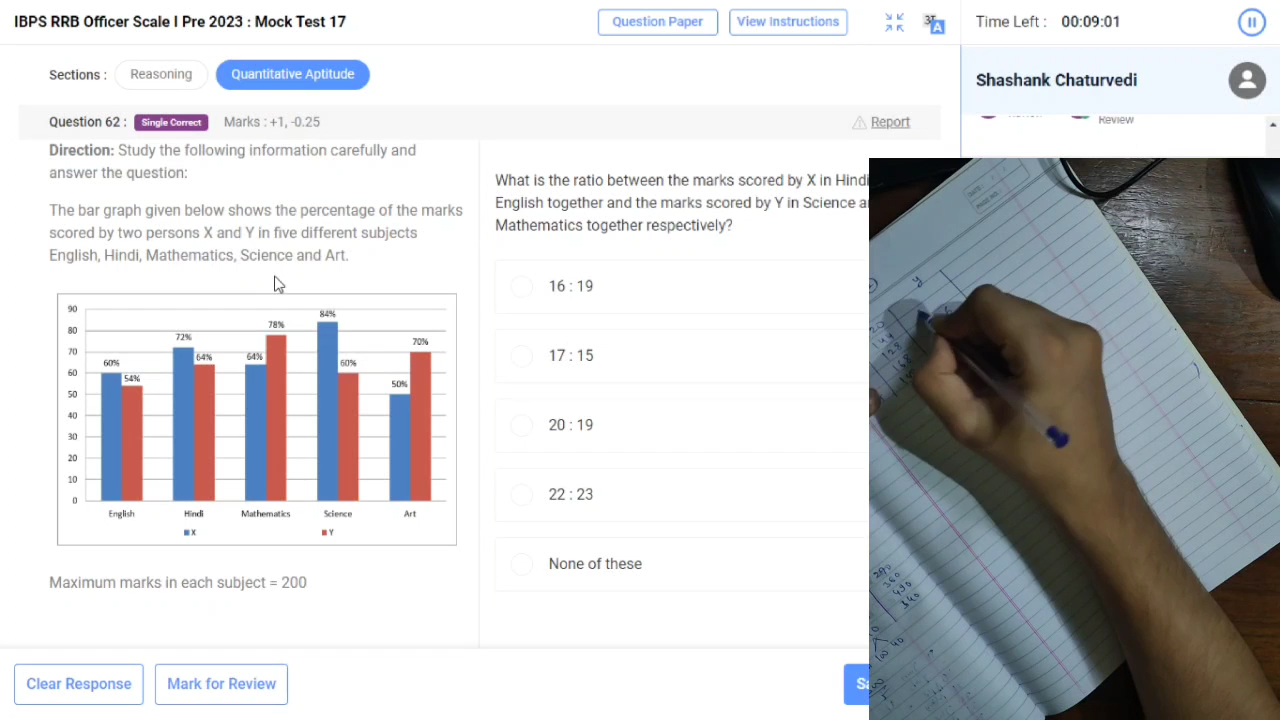 IBPS RRB Officer Scale I Pre 2023 : Mock Test 17
Question Paper
View Instructions
Time Left : 00:09:01
Sections :
Reasoning
Quantitative Aptitude
Shashank Chaturvedi
Question 62 :
Single Correct
Marks : +1, -0.25
Report
Review
Direction: Study the following information carefully and
answer the question:
The bar graph given below shows the percentage of the marks
scored by two persons X and Y in five different subjects
English, Hindi, Mathematics, Science and Art.
90
80
70
60
50
40
30
20
10
0
60%
54%
72%
64%
64%
78%
84%
60%
50%
70%
English
Hindi
Mathematics
Science
Art
X
Y
Maximum marks in each subject = 200
What is the ratio between the marks scored by X in Hindi
English together and the marks scored by Y in Science
Mathematics together respectively?
16 : 19
17 : 15
20 : 19
22 : 23
None of these
Clear Response
Mark for Review
y
128
168